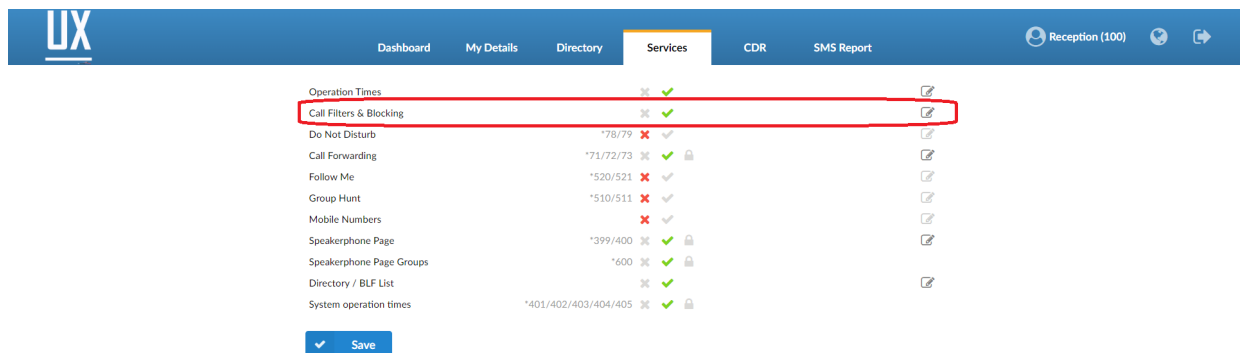 UX
Dashboard My Details Directory Services CDR SMS Report Reception (100)
Operation Times
Call Filters & Blocking
Do Not Disturb *78/79
Call Forwarding *71/72/73
Follow Me *520/521
Group Hunt *510/511
Mobile Numbers
Speakerphone Page *399/400
Speakerphone Page Groups *600
Directory / BLF List
System operation times *401/402/403/404/405
Save